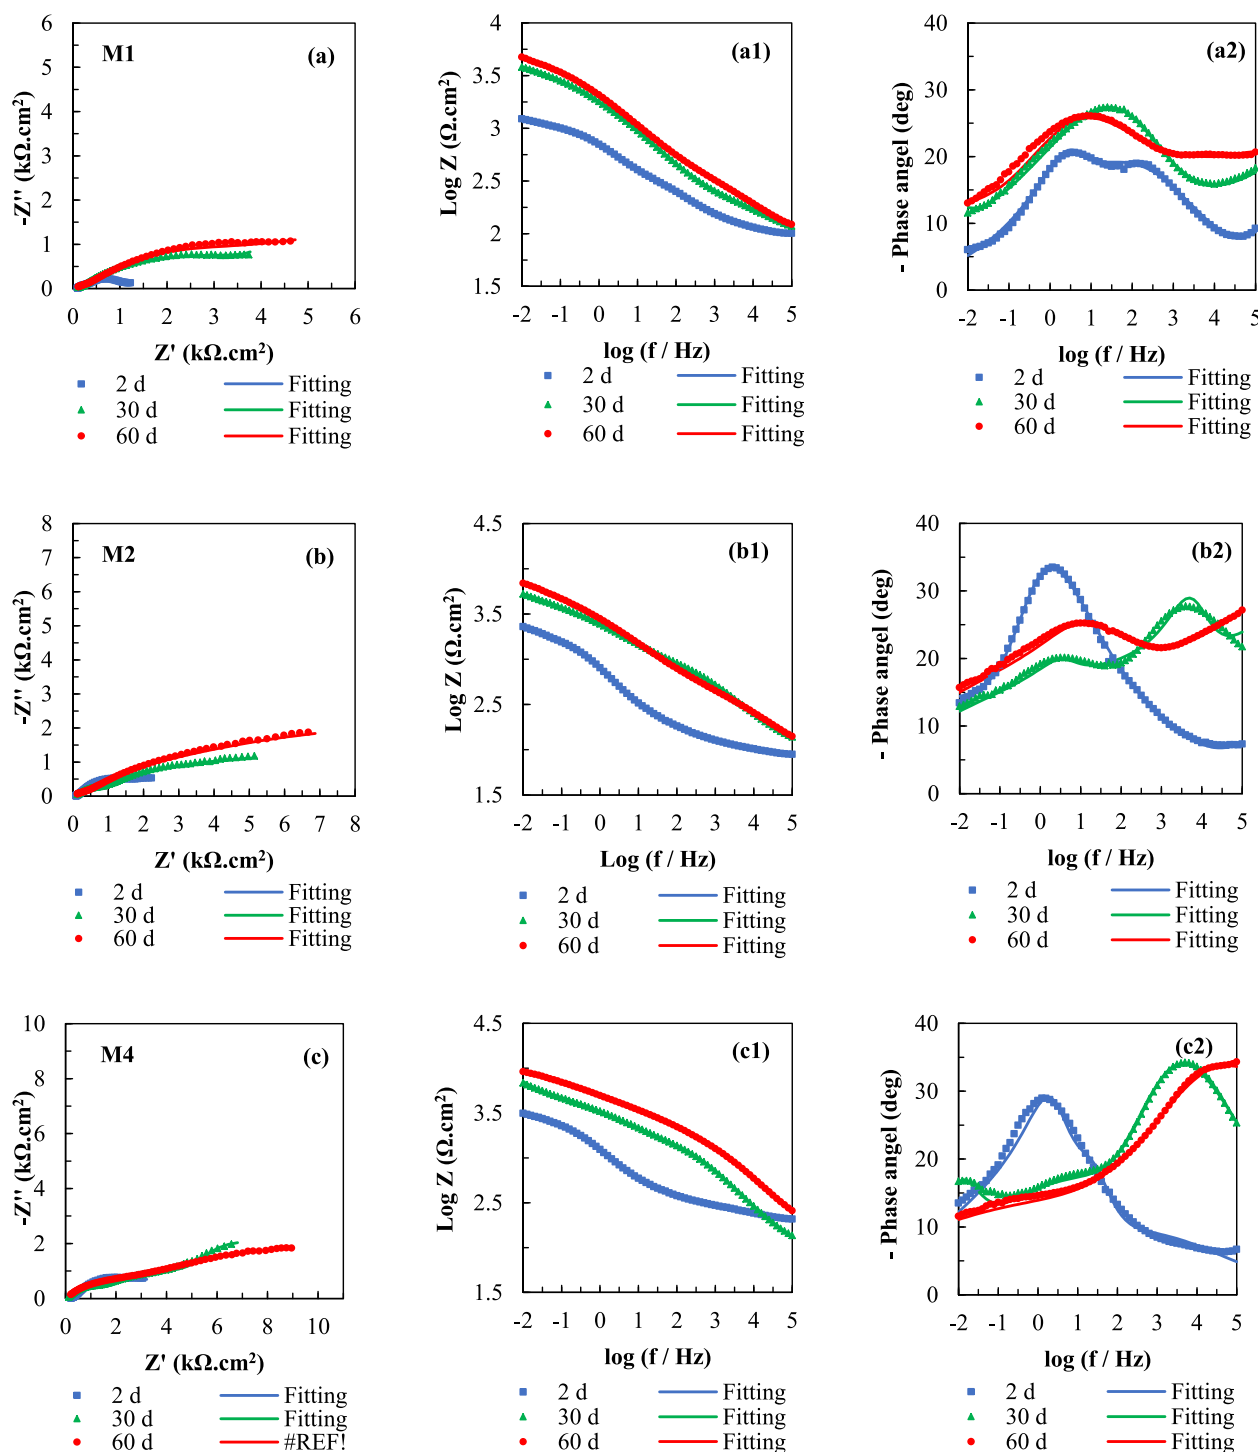 M1
(a)
-Z'' (kΩ.cm²)
6
5
4
3
2
1
0
0 1 2 3 4 5 6
Z' (kΩ.cm²)
2 d Fitting
30 d Fitting
60 d Fitting
(a1)
Log Z (Ω.cm²)
4
3.5
3
2.5
2
1.5
-2 -1 0 1 2 3 4 5
log (f / Hz)
2 d Fitting
30 d Fitting
60 d Fitting
(a2)
- Phase angel (deg)
40
30
20
10
0
-2 -1 0 1 2 3 4 5
log (f / Hz)
2 d Fitting
30 d Fitting
60 d Fitting
M2
(b)
-Z'' (kΩ.cm²)
8
7
6
5
4
3
2
1
0
0 1 2 3 4 5 6 7 8
Z' (kΩ.cm²)
2 d Fitting
30 d Fitting
60 d Fitting
(b1)
Log Z (Ω.cm²)
4.5
3.5
2.5
1.5
-2 -1 0 1 2 3 4 5
Log (f / Hz)
2 d Fitting
30 d Fitting
60 d Fitting
(b2)
- Phase angel (deg)
40
30
20
10
0
-2 -1 0 1 2 3 4 5
log (f / Hz)
2 d Fitting
30 d Fitting
60 d Fitting
M4
(c)
-Z'' (kΩ.cm²)
10
8
6
4
2
0
0 2 4 6 8 10
Z' (kΩ.cm²)
2 d Fitting
30 d Fitting
60 d #REF!
(c1)
Log Z (Ω.cm²)
4.5
3.5
2.5
1.5
-2 -1 0 1 2 3 4 5
log (f / Hz)
2 d Fitting
30 d Fitting
60 d Fitting
(c2)
- Phase angel (deg)
40
30
20
10
0
-2 -1 0 1 2 3 4 5
log (f / Hz)
2 d Fitting
30 d Fitting
60 d Fitting